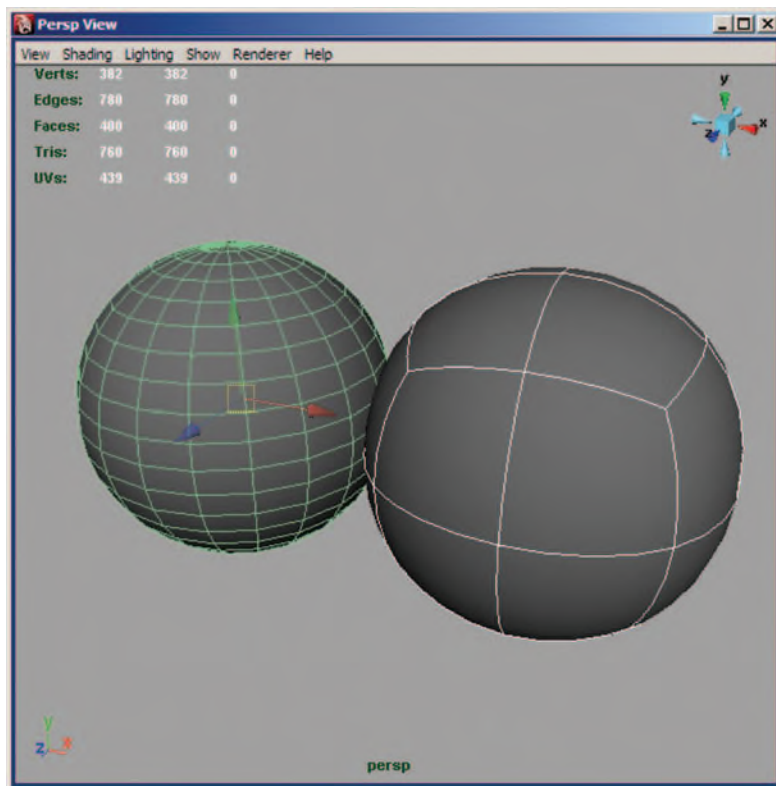 Persp View
View Shading Lighting Show Renderer Help
Verts: 382 382 0
Edges: 780 780 0
Faces: 400 400 0
Tris: 760 760 0
UVs: 439 439 0
y
z x
y
z x
persp